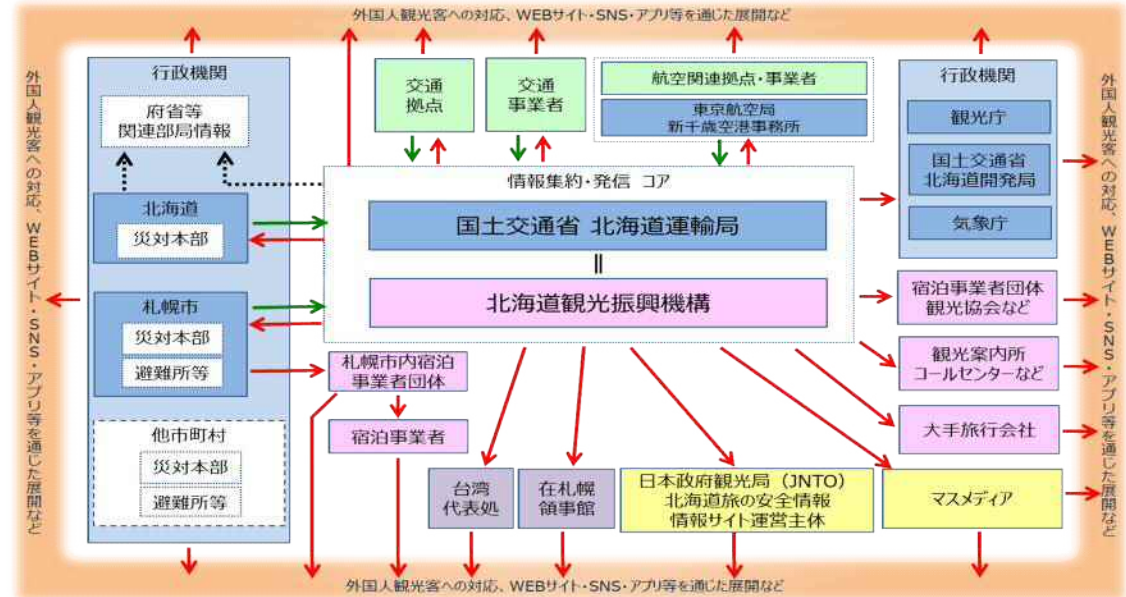 外国人観光客への対応、WEBサイト・SNS・アプリ等を通じた展開など
外国人観光客への対応、WEBサイト・SNS・アプリ等を通じた展開など
行政機関
府省等
関連部局情報
北海道
災対本部
札幌市
災対本部
避難所等
他市町村
災対本部
避難所等
交通
拠点
交通
事業者
航空関連拠点・事業者
東京航空局
新千歳空港事務所
情報集約・発信 コア
国土交通省 北海道運輸局
=
北海道観光振興機構
札幌市内宿泊
事業者団体
宿泊事業者
台湾
代表処
在札幌
領事館
日本政府観光局（JNTO）
北海道旅の安全情報
情報サイト運営主体
行政機関
観光庁
国土交通省
北海道開発局
気象庁
宿泊事業者団体
観光協会など
観光案内所
コールセンターなど
大手旅行会社
マスメディア
外国人観光客への対応、WEBサイト・SNS・アプリ等を通じた展開など
外国人観光客への対応、WEBサイト・SNS・アプリ等を通じた展開など